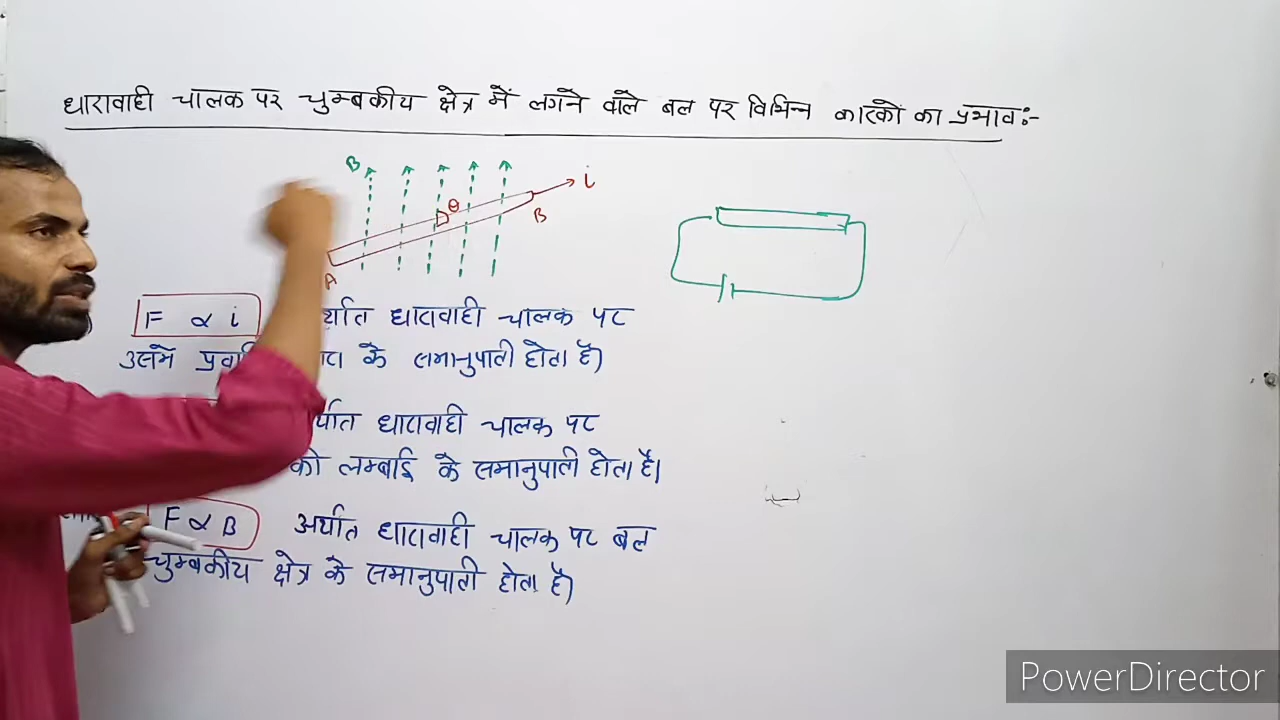 धारावाही चालक पर चुम्बकीय क्षेत्र में लगने वाले बल पर विभिन्न कारकों का प्रभाव:-
B
θ
i
B
A
F ∝ i र्थात धारावाही चालक पर
उसमें प्रवा के समानुपाती होता है।
र्थात धारावाही चालक पर
की लम्बाई के समानुपाती होता है।
F ∝ B अर्थात धारावाही चालक पर बल
चुम्बकीय क्षेत्र के समानुपाती होता है।
PowerDirector